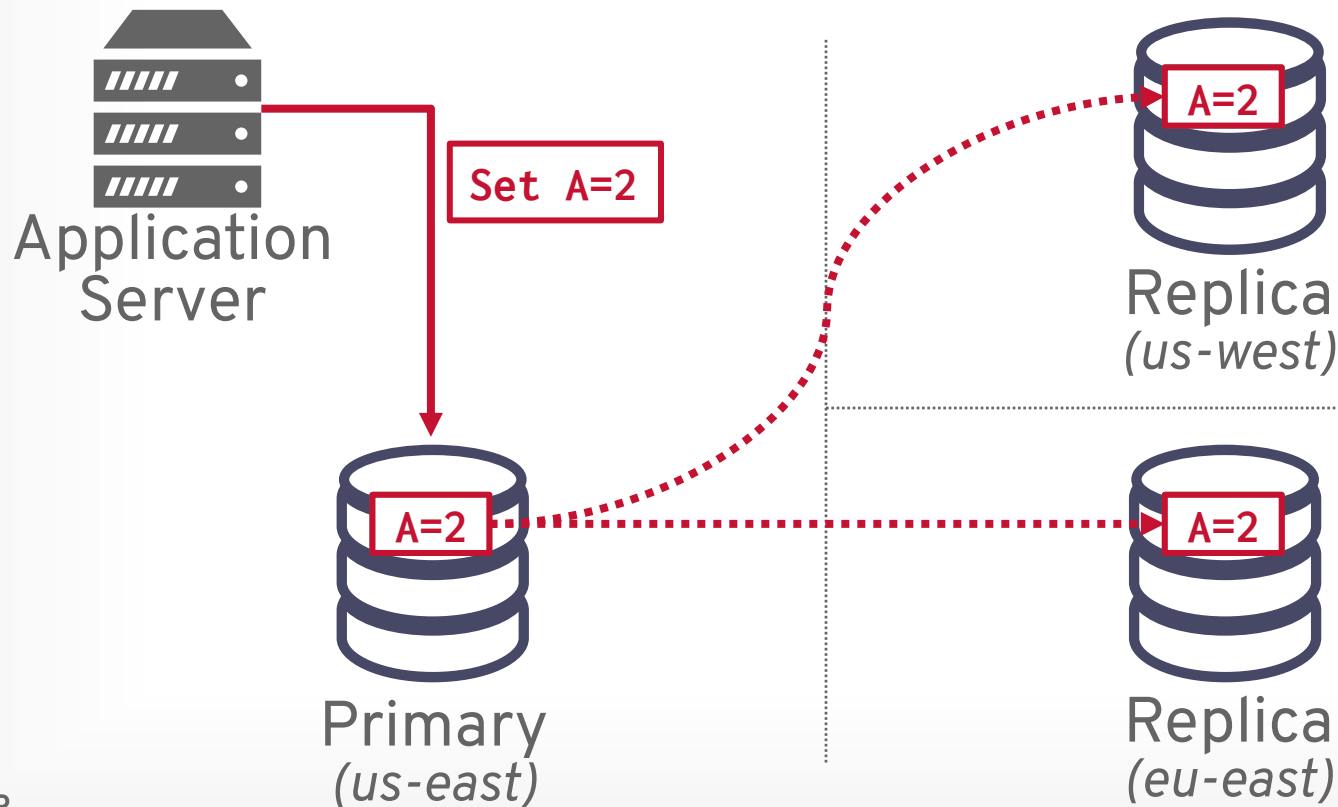 Application
Server
Set A=2
A=2
Primary
(us-east)
A=2
Replica
(us-west)
A=2
Replica
(eu-east)